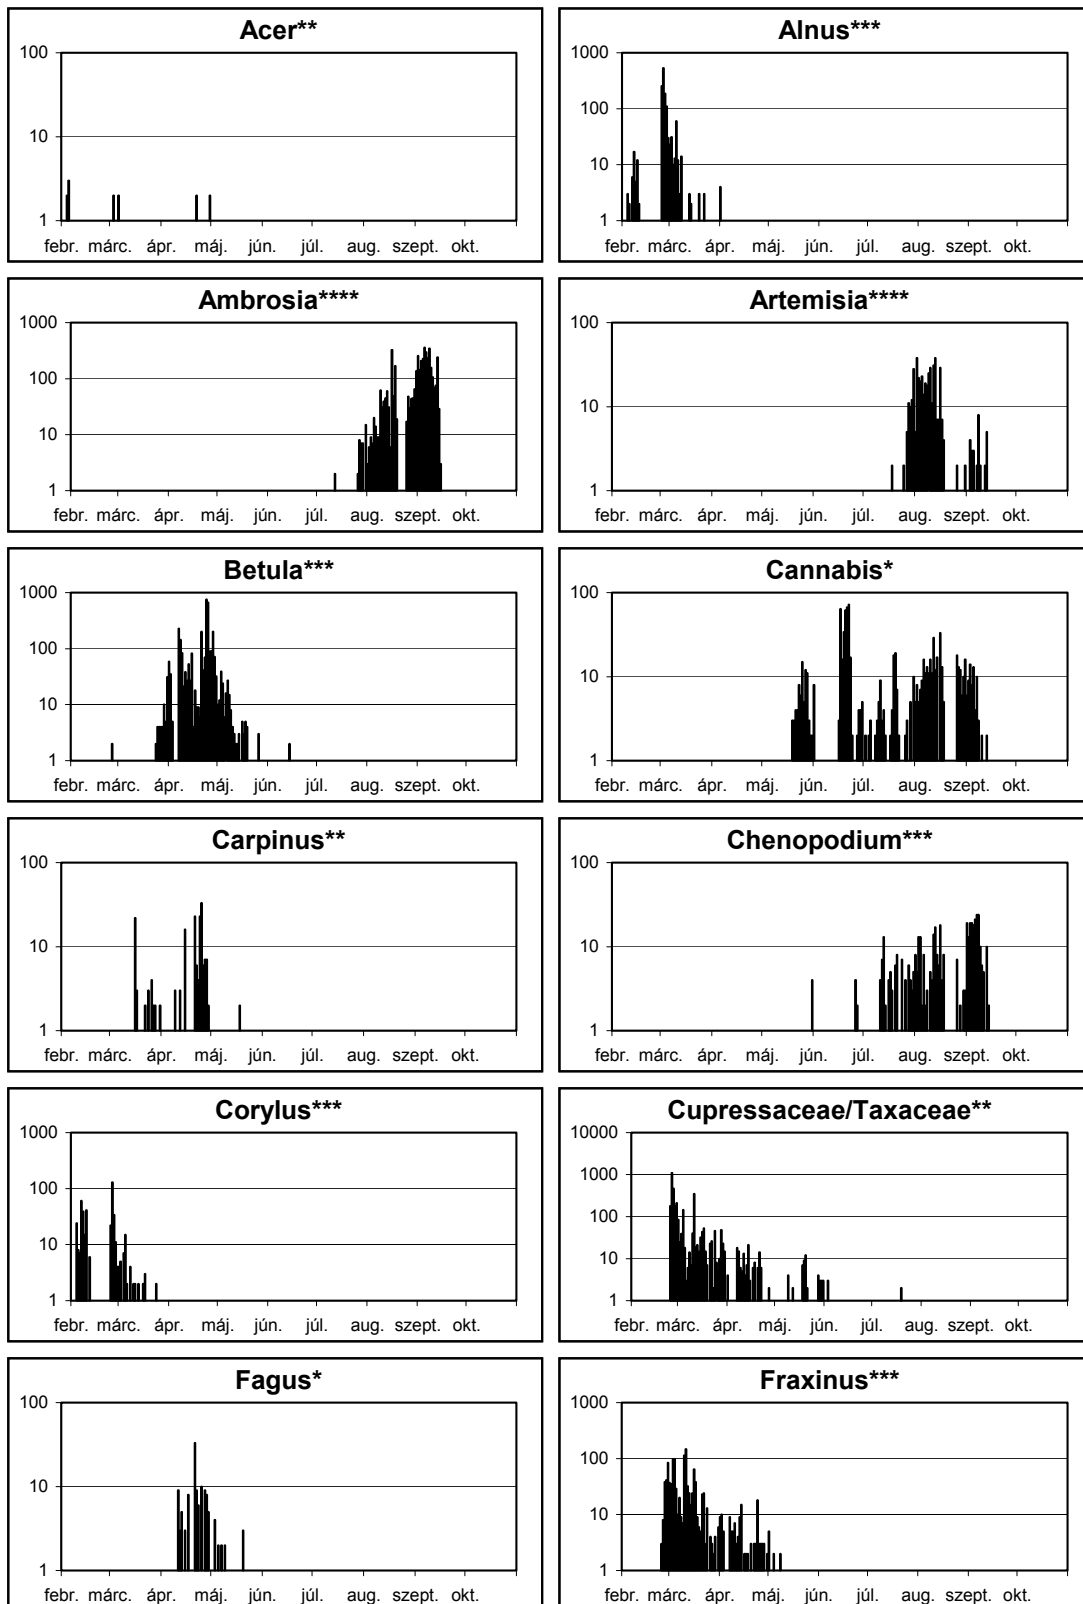 Acer**
100
10
1
febr. márc. ápr. máj. jún. júl. aug. szept. okt.
Alnus***
1000
100
10
1
febr. márc. ápr. máj. jún. júl. aug. szept. okt.
Ambrosia****
1000
100
10
1
febr. márc. ápr. máj. jún. júl. aug. szept. okt.
Artemisia****
100
10
1
febr. márc. ápr. máj. jún. júl. aug. szept. okt.
Betula***
1000
100
10
1
febr. márc. ápr. máj. jún. júl. aug. szept. okt.
Cannabis*
100
10
1
febr. márc. ápr. máj. jún. júl. aug. szept. okt.
Carpinus**
100
10
1
febr. márc. ápr. máj. jún. júl. aug. szept. okt.
Chenopodium***
100
10
1
febr. márc. ápr. máj. jún. júl. aug. szept. okt.
Corylus***
1000
100
10
1
febr. márc. ápr. máj. jún. júl. aug. szept. okt.
Cupressaceae/Taxaceae**
10000
1000
100
10
1
febr. márc. ápr. máj. jún. júl. aug. szept. okt.
Fagus*
100
10
1
febr. márc. ápr. máj. jún. júl. aug. szept. okt.
Fraxinus***
1000
100
10
1
febr. márc. ápr. máj. jún. júl. aug. szept. okt.